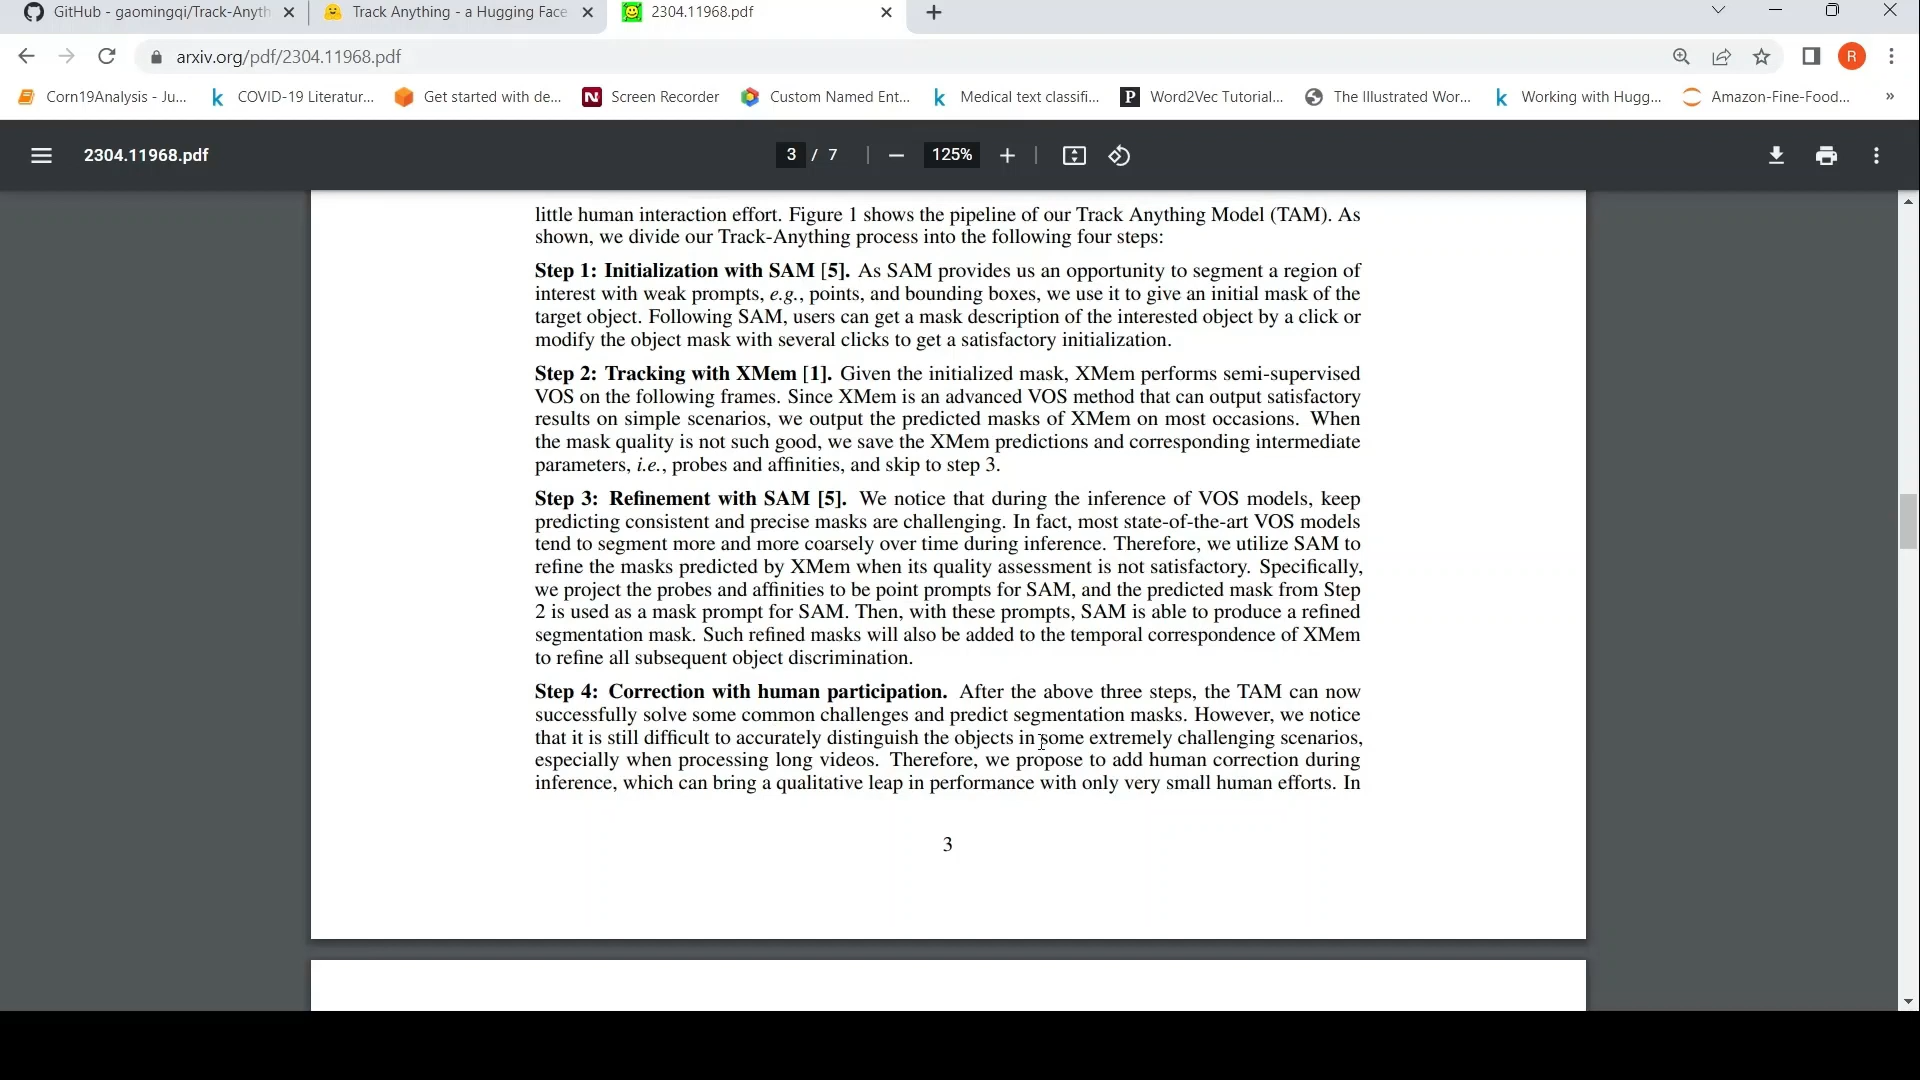 GitHub - gaomingqi/Track-Anyth
Track Anything - a Hugging Face
2304.11968.pdf
arxiv.org/pdf/2304.11968.pdf
R
Corn19Analysis - Ju...
COVID-19 Literatur...
Get started with de...
Screen Recorder
Custom Named Ent...
Medical text classifi...
Word2Vec Tutorial...
The Illustrated Wor...
Working with Hugg...
Amazon-Fine-Food...
»
2304.11968.pdf
3 / 7
125%
little human interaction effort. Figure 1 shows the pipeline of our Track Anything Model (TAM). As
shown, we divide our Track-Anything process into the following four steps:
Step 1: Initialization with SAM [5]. As SAM provides us an opportunity to segment a region of
interest with weak prompts, e.g., points, and bounding boxes, we use it to give an initial mask of the
target object. Following SAM, users can get a mask description of the interested object by a click or
modify the object mask with several clicks to get a satisfactory initialization.
Step 2: Tracking with XMem [1]. Given the initialized mask, XMem performs semi-supervised
VOS on the following frames. Since XMem is an advanced VOS method that can output satisfactory
results on simple scenarios, we output the predicted masks of XMem on most occasions. When
the mask quality is not such good, we save the XMem predictions and corresponding intermediate
parameters, i.e., probes and affinities, and skip to step 3.
Step 3: Refinement with SAM [5]. We notice that during the inference of VOS models, keep
predicting consistent and precise masks are challenging. In fact, most state-of-the-art VOS models
tend to segment more and more coarsely over time during inference. Therefore, we utilize SAM to
refine the masks predicted by XMem when its quality assessment is not satisfactory. Specifically,
we project the probes and affinities to be point prompts for SAM, and the predicted mask from Step
2 is used as a mask prompt for SAM. Then, with these prompts, SAM is able to produce a refined
segmentation mask. Such refined masks will also be added to the temporal correspondence of XMem
to refine all subsequent object discrimination.
Step 4: Correction with human participation. After the above three steps, the TAM can now
successfully solve some common challenges and predict segmentation masks. However, we notice
that it is still difficult to accurately distinguish the objects in some extremely challenging scenarios,
especially when processing long videos. Therefore, we propose to add human correction during
inference, which can bring a qualitative leap in performance with only very small human efforts. In
3